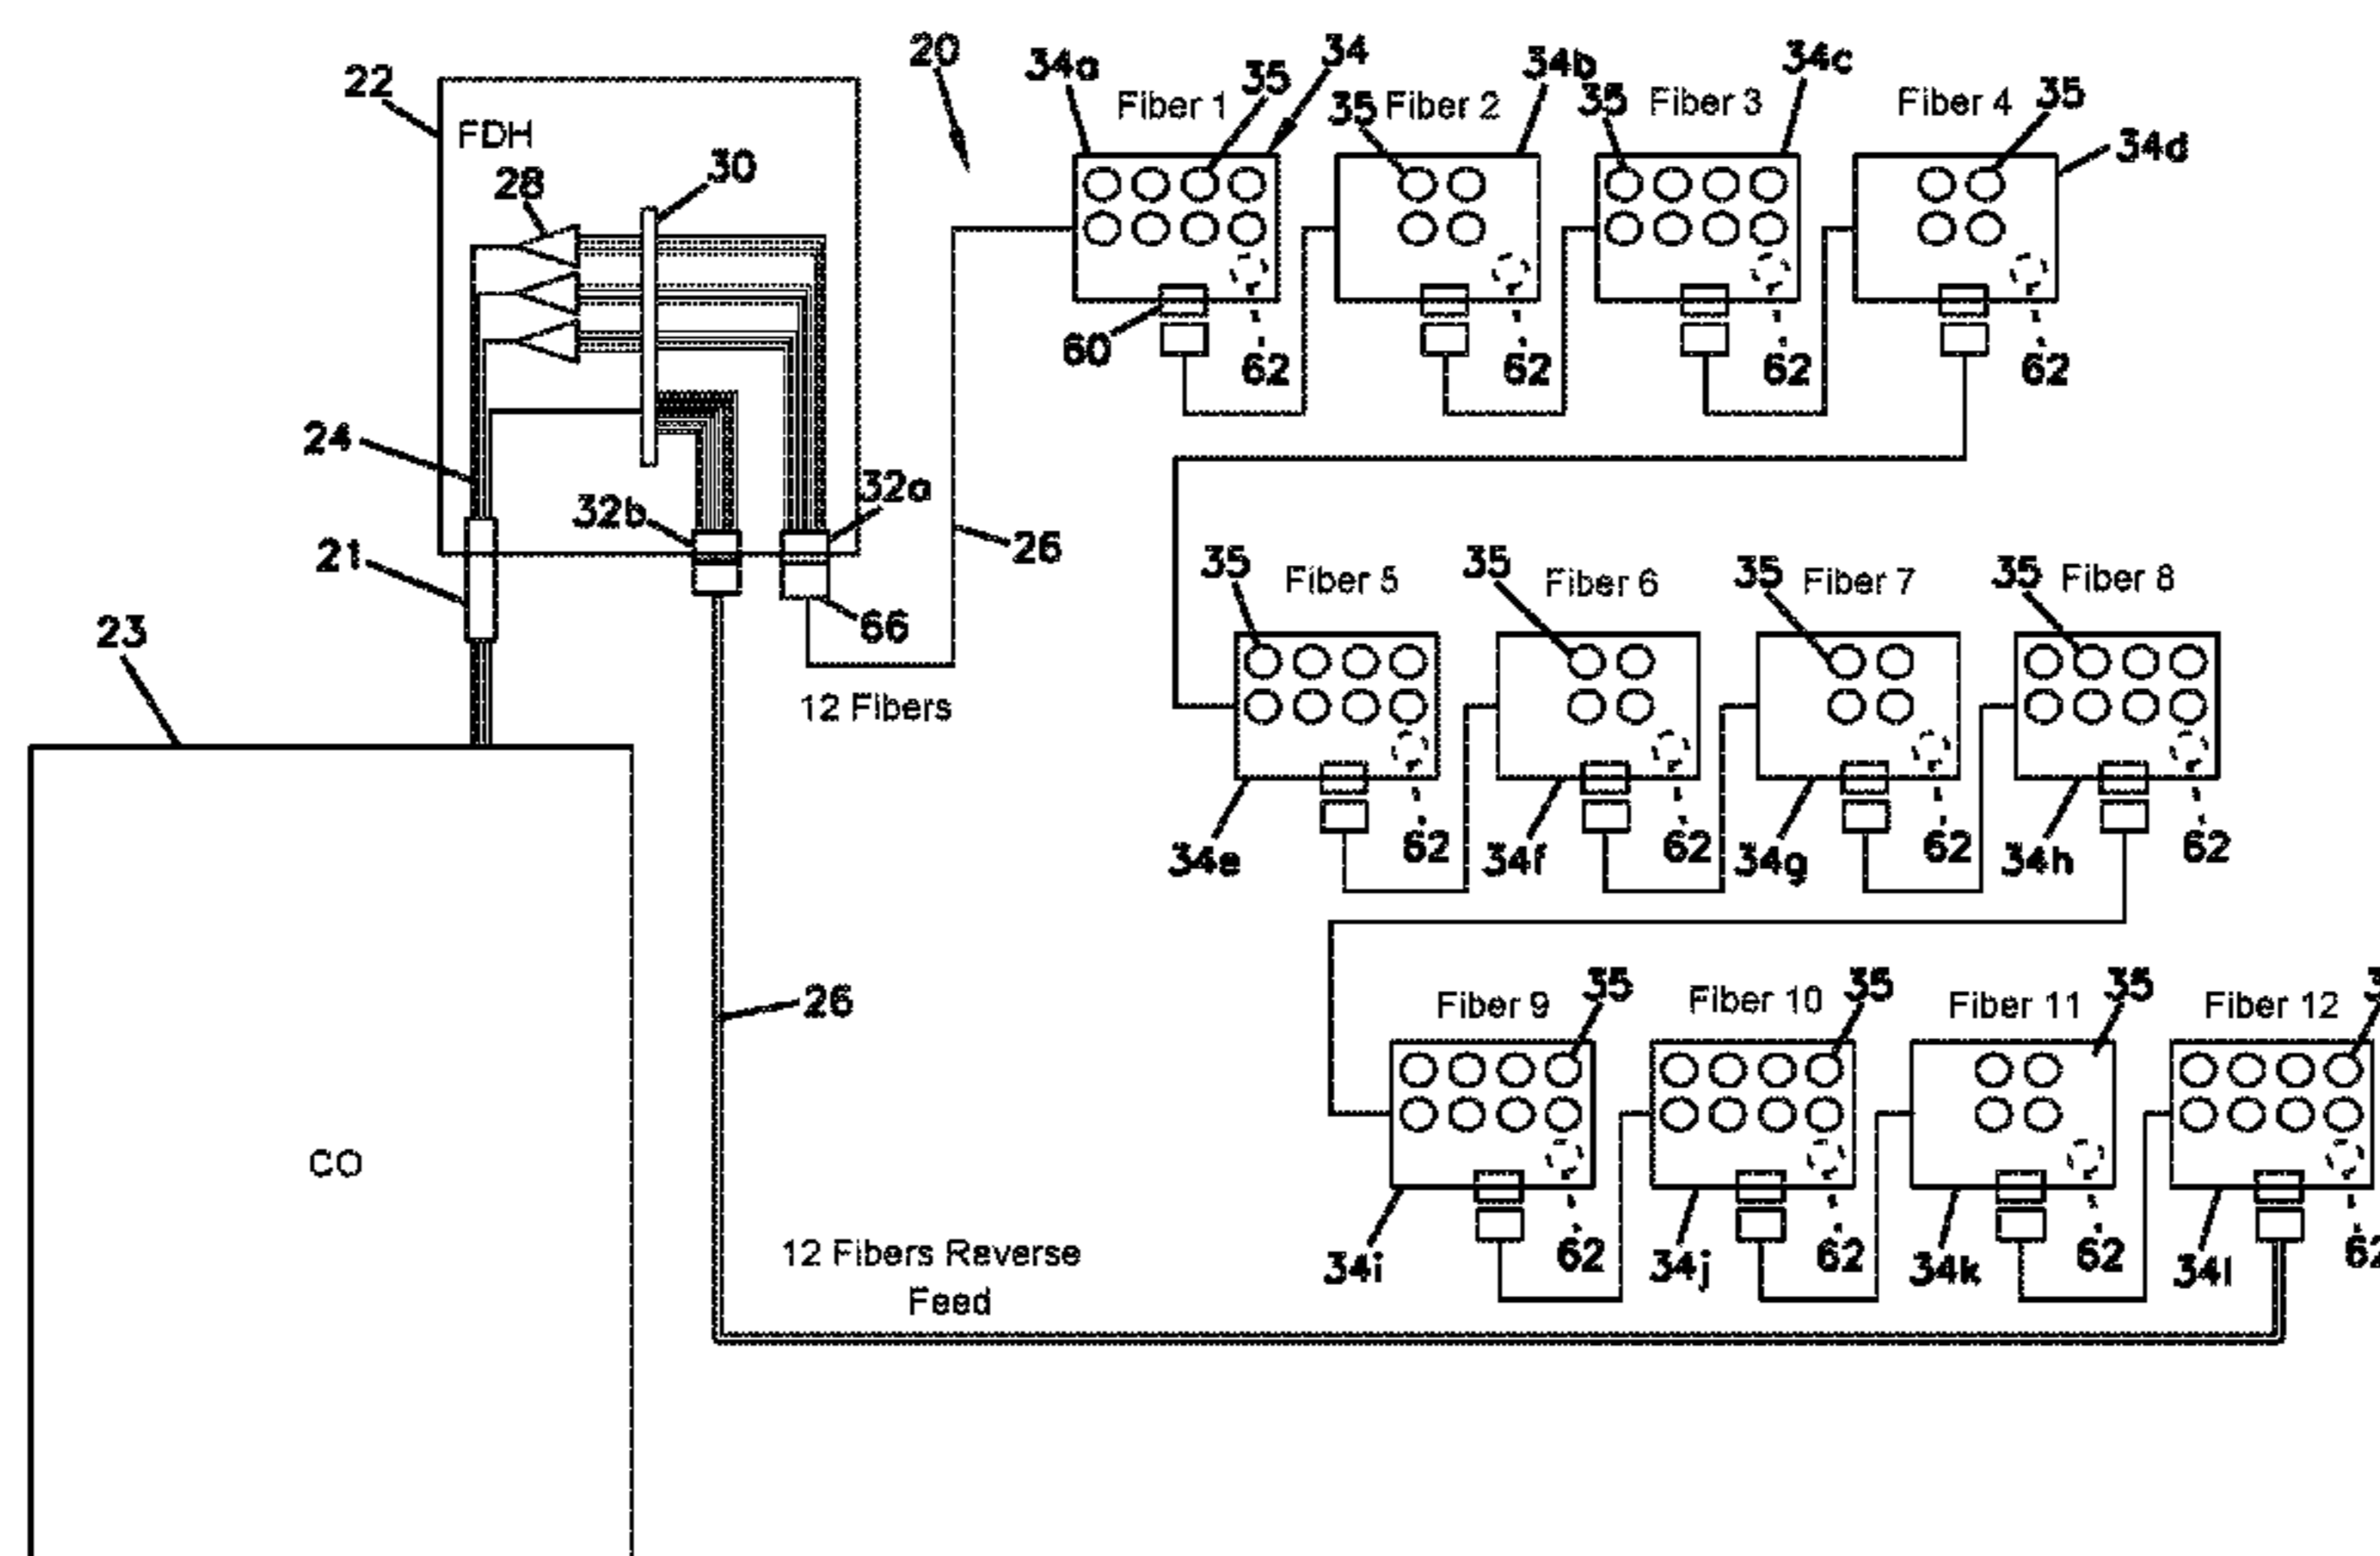 20
34a
35
34
34b
34c
Fiber 1
35
Fiber 2
35
Fiber 3
Fiber 4
35
34d
22
FDH
28
30
60
62
62
62
62
24
32b
32a
26
21
66
23
12 Fibers
35
Fiber 5
35
Fiber 6
35
Fiber 7
35
Fiber 8
34e
62
34f
62
34g
62
34h
62
26
Fiber 9
35
Fiber 10
35
Fiber 11
35
Fiber 12
CO
12 Fibers Reverse
Feed
34i
62
34j
62
34k
62
34l